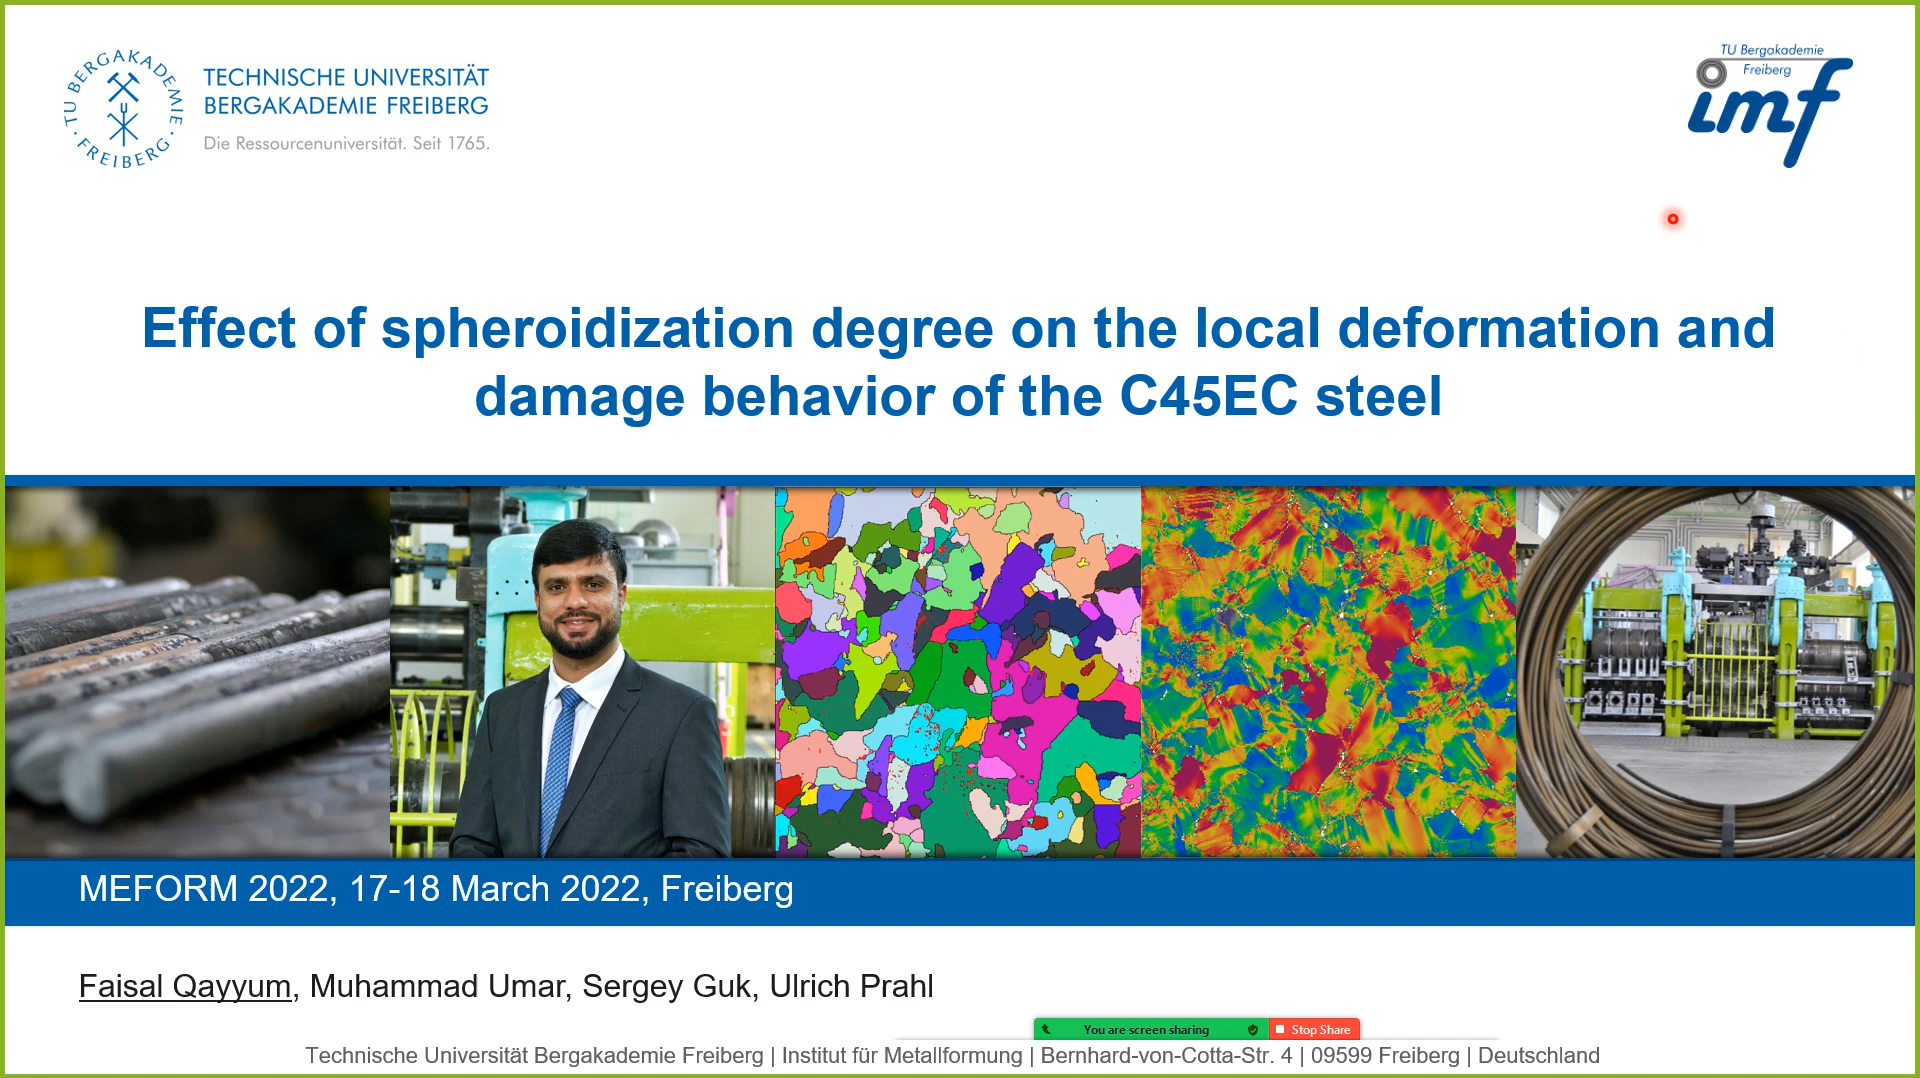 TU BERGAKADEMIE · FREIBERG ·
TECHNISCHE UNIVERSITÄT
BERGAKADEMIE FREIBERG
Die Ressourcenuniversität. Seit 1765.
TU Bergakademie
Freiberg
imf
Effect of spheroidization degree on the local deformation and
damage behavior of the C45EC steel
MEFORM 2022, 17-18 March 2022, Freiberg
Faisal Qayyum, Muhammad Umar, Sergey Guk, Ulrich Prahl
You are screen sharing
Stop Share
Technische Universität Bergakademie Freiberg | Institut für Metallformung | Bernhard-von-Cotta-Str. 4 | 09599 Freiberg | Deutschland